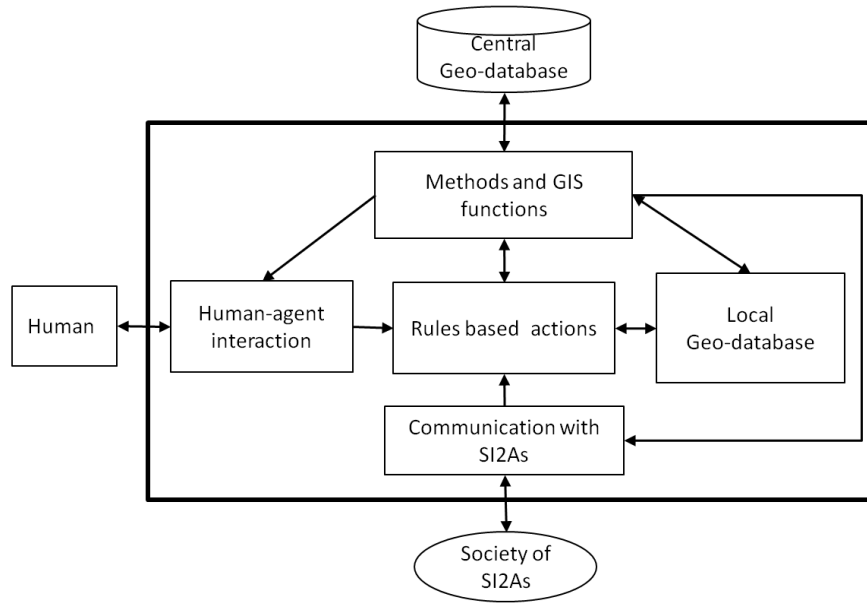 Central
Geo-database
Methods and GIS
functions
Human
Human-agent
interaction
Rules based actions
Local
Geo-database
Communication with
SI2As
Society of
SI2As